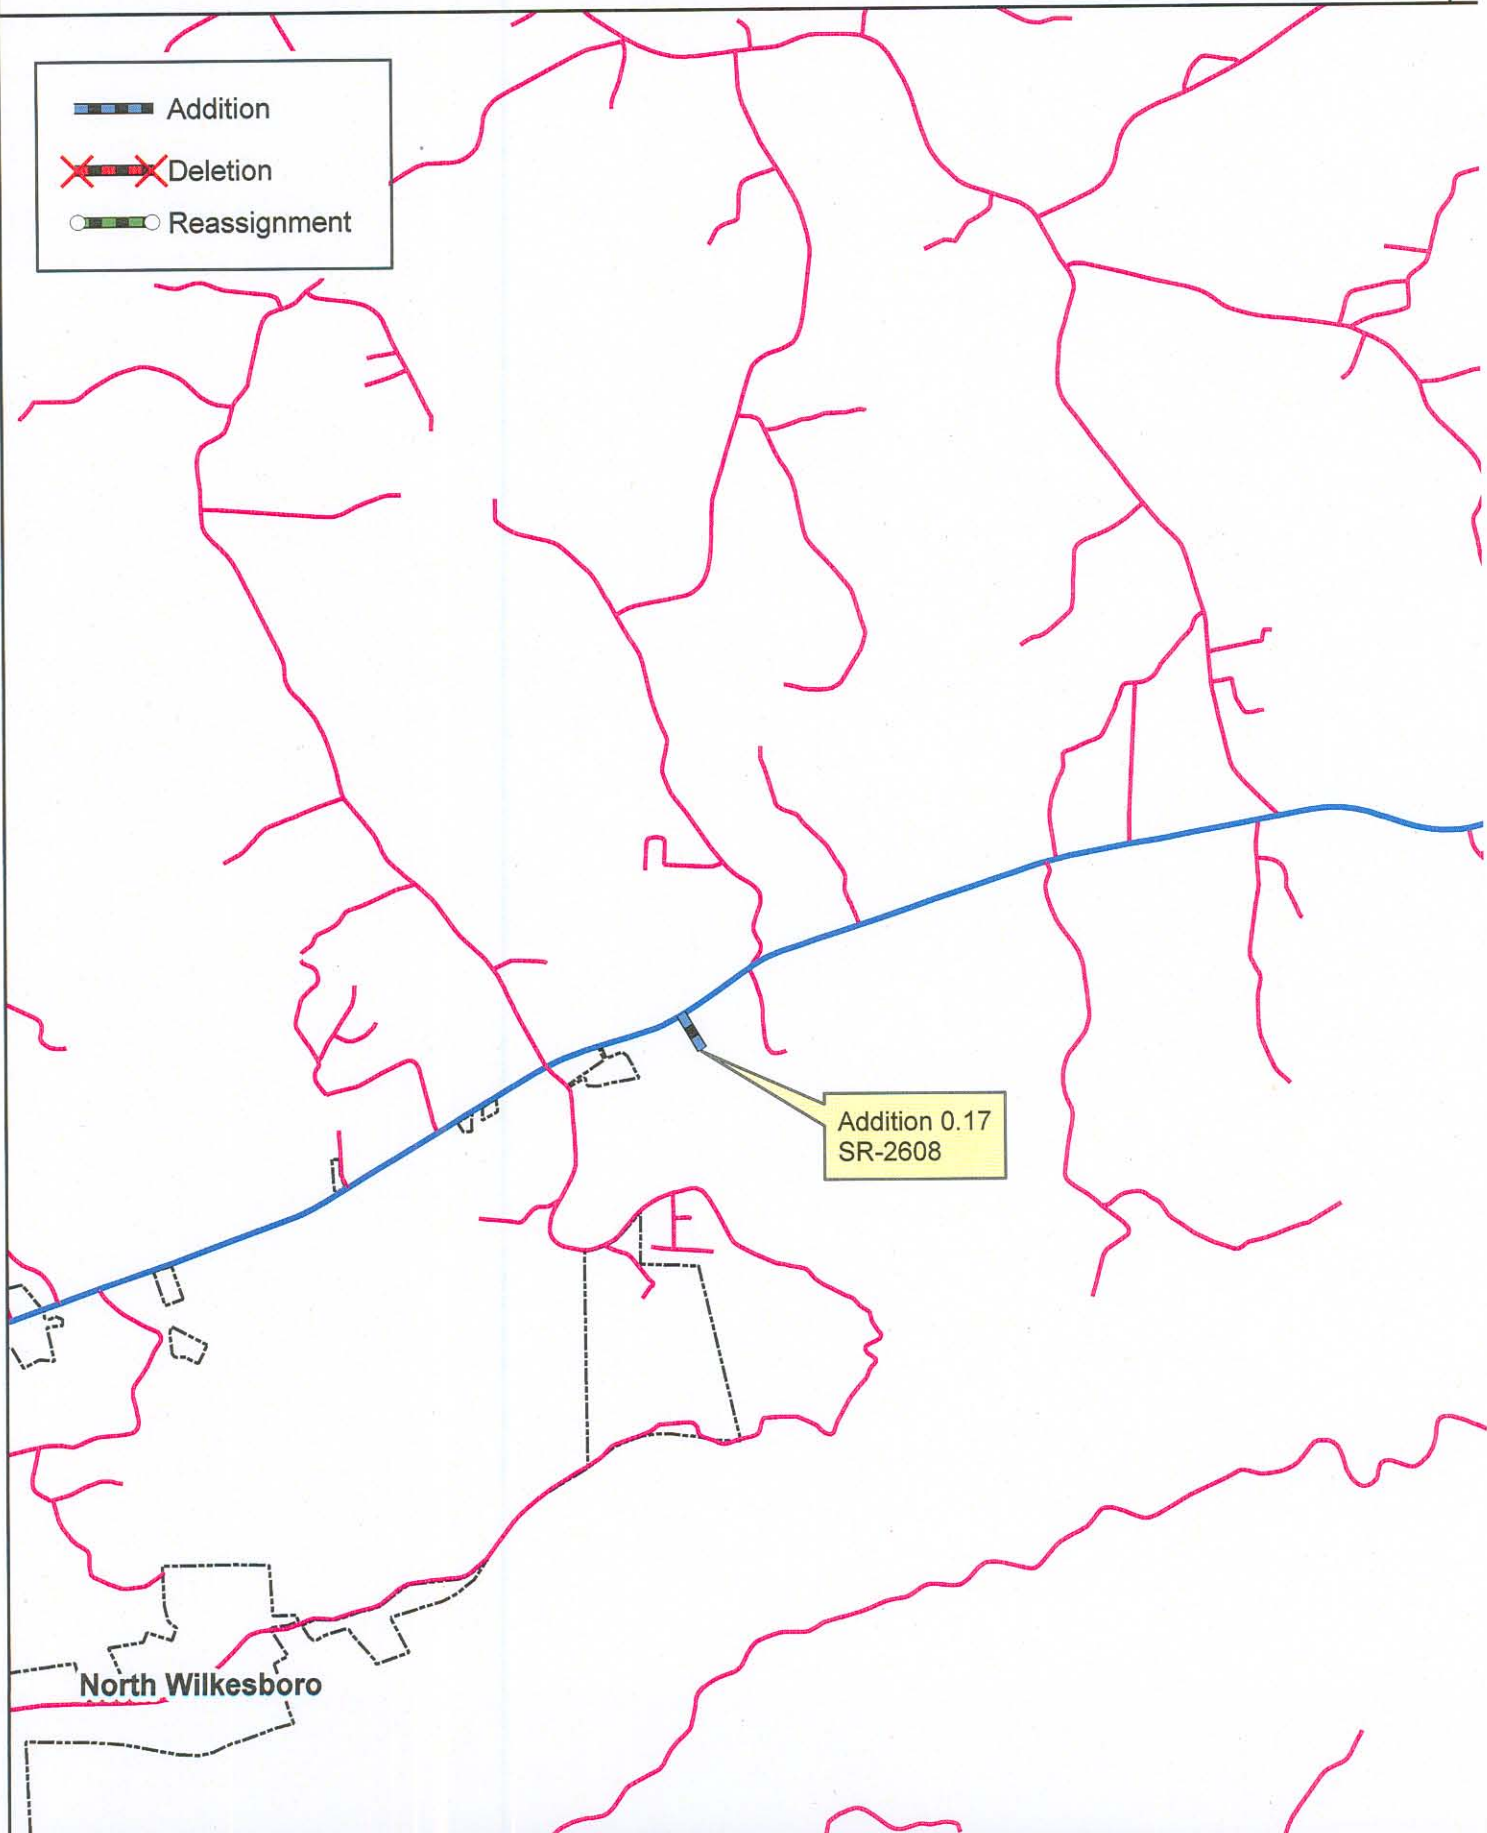 Addition
Deletion
Reassignment
Addition 0.17
SR-2608
North Wilkesboro